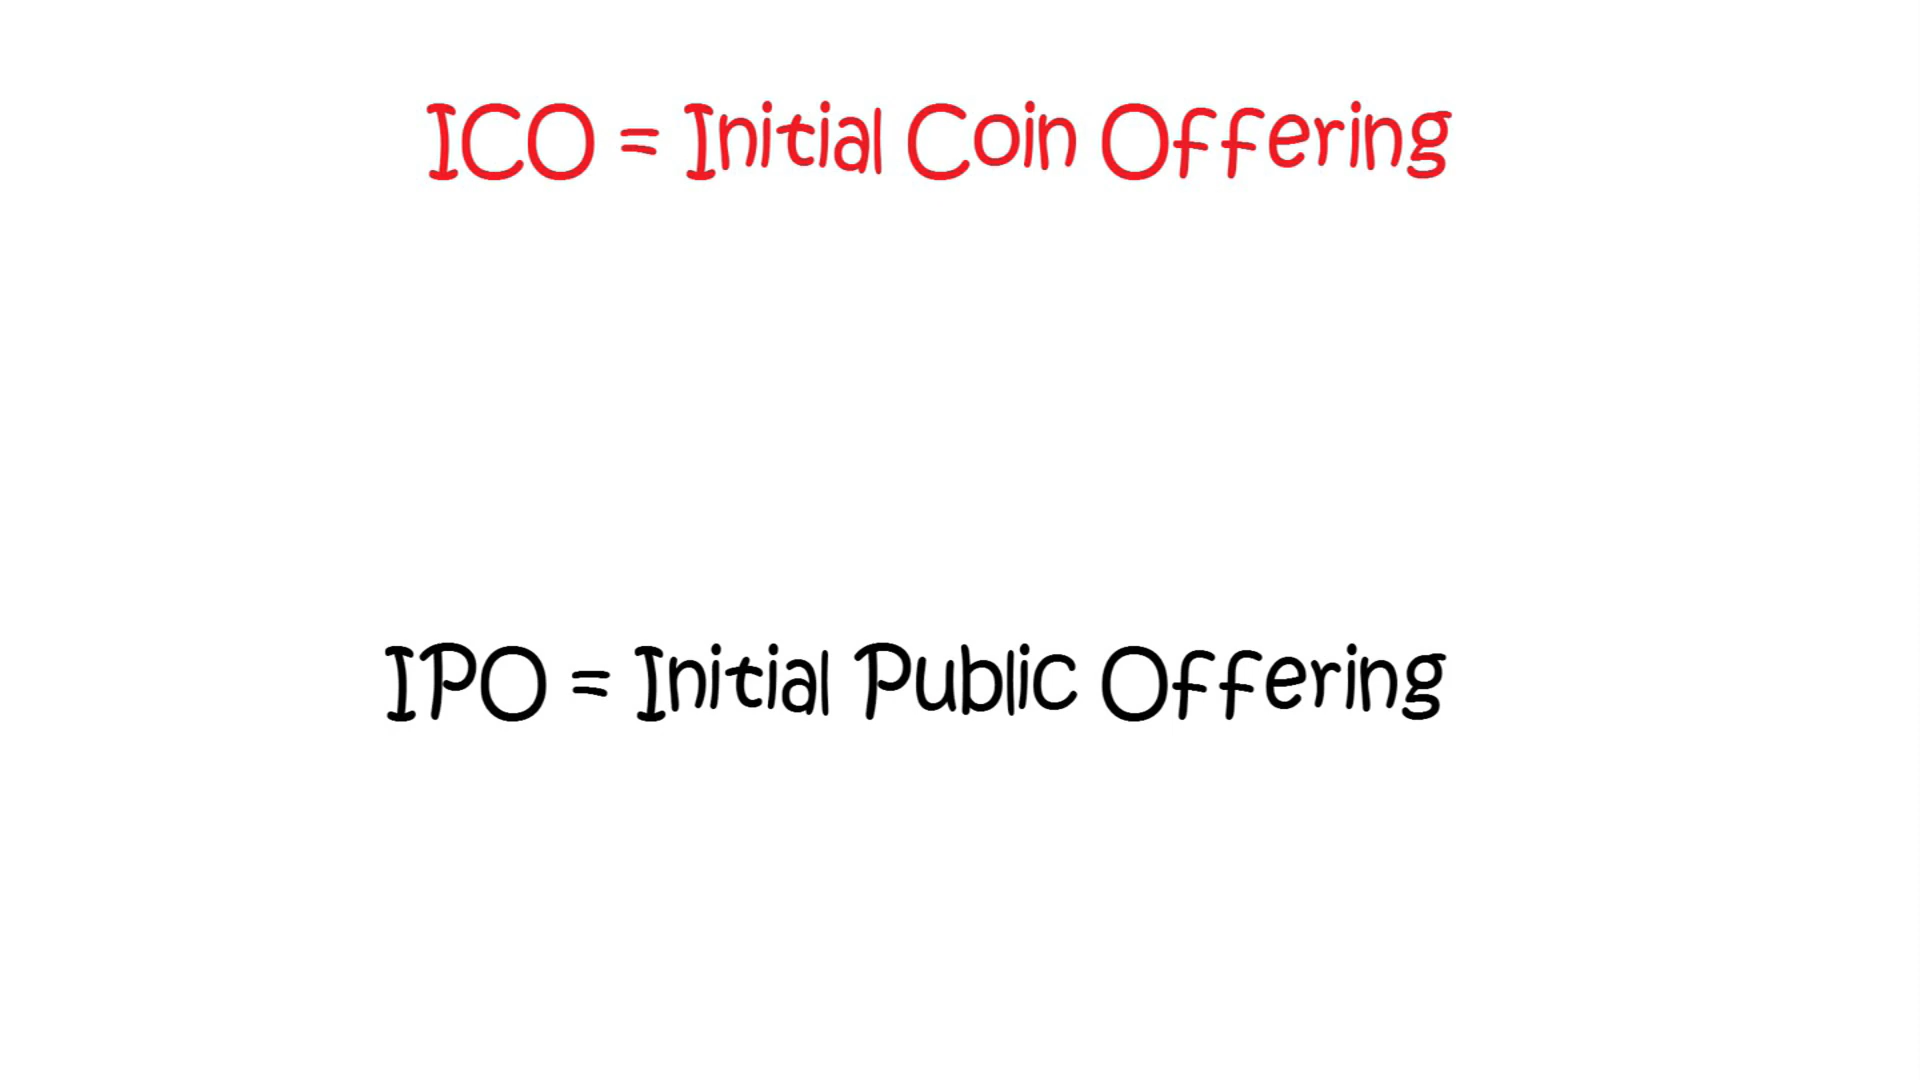 ICO = Initial Coin Offering
IPO = Initial Public Offering